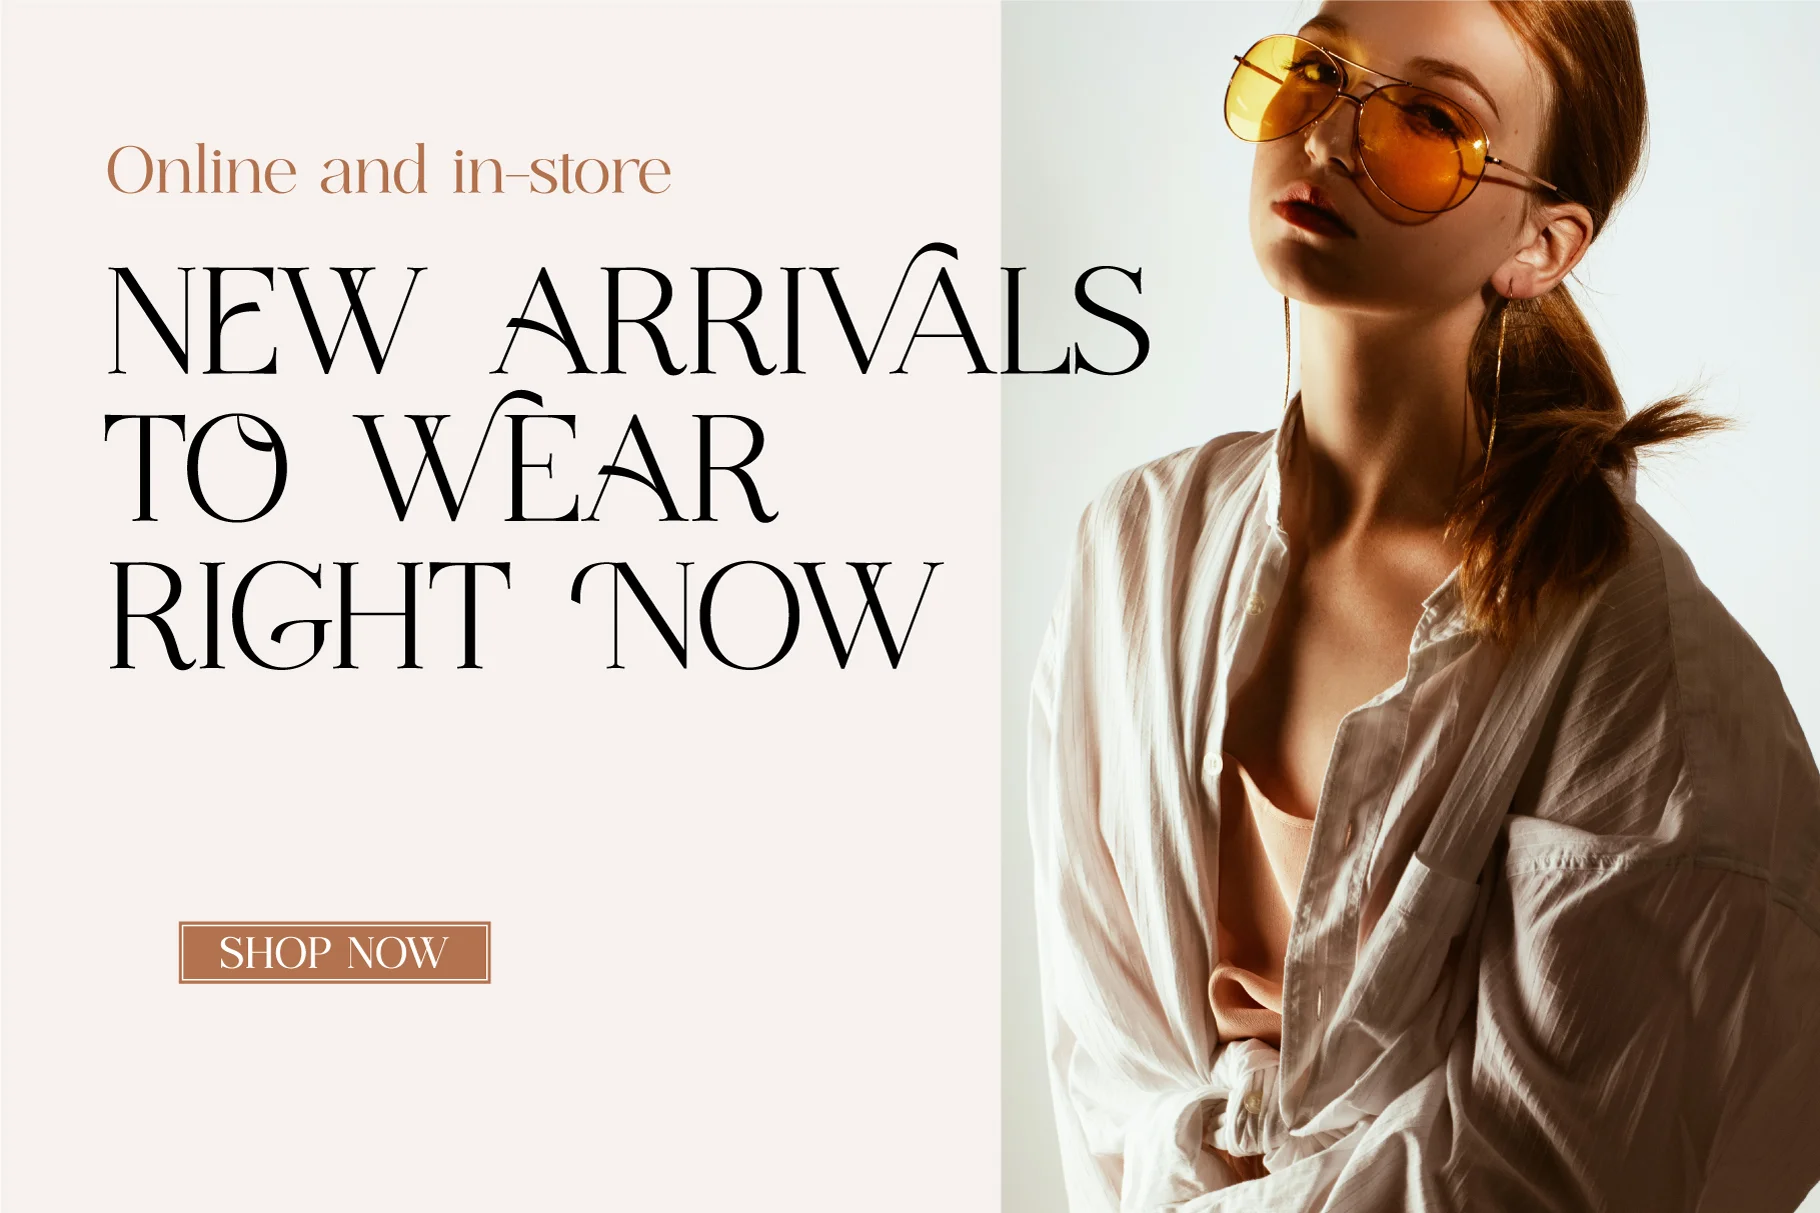 Online and in-store
NEW ARRIVALS
TO WEAR
RIGHT NOW
SHOP NOW